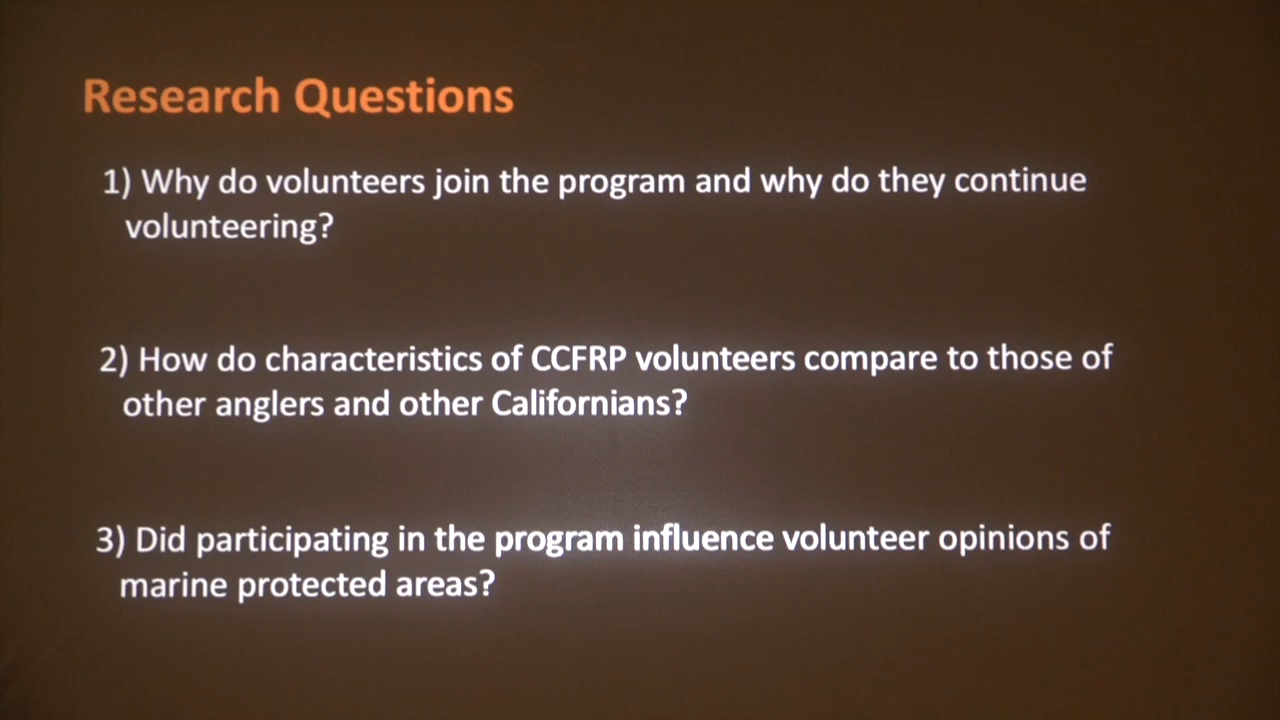 Research Questions
1) Why do volunteers join the program and why do they continue
volunteering?
2) How do characteristics of CCFRP volunteers compare to those of
other anglers and other Californians?
3) Did participating in the program influence volunteer opinions of
marine protected areas?